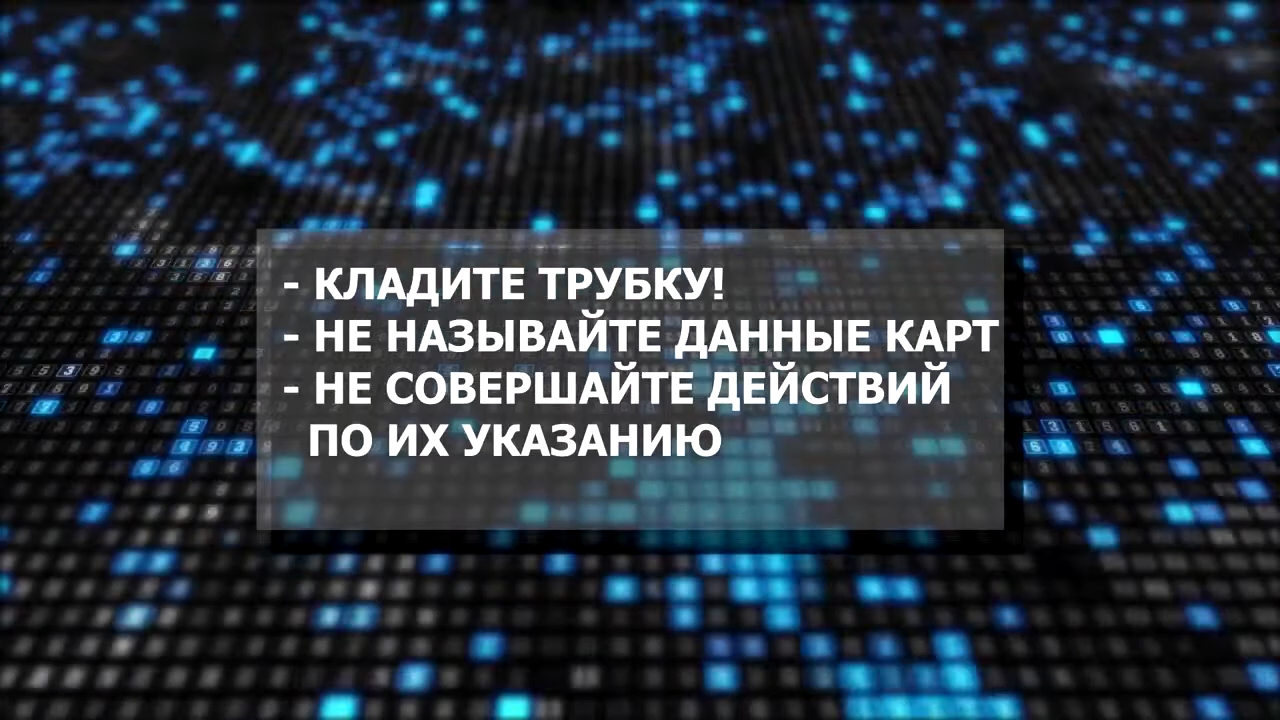 - КЛАДИТЕ ТРУБКУ!
- НЕ НАЗЫВАЙТЕ ДАННЫЕ КАРТ
- НЕ СОВЕРШАЙТЕ ДЕЙСТВИЙ
ПО ИХ УКАЗАНИЮ